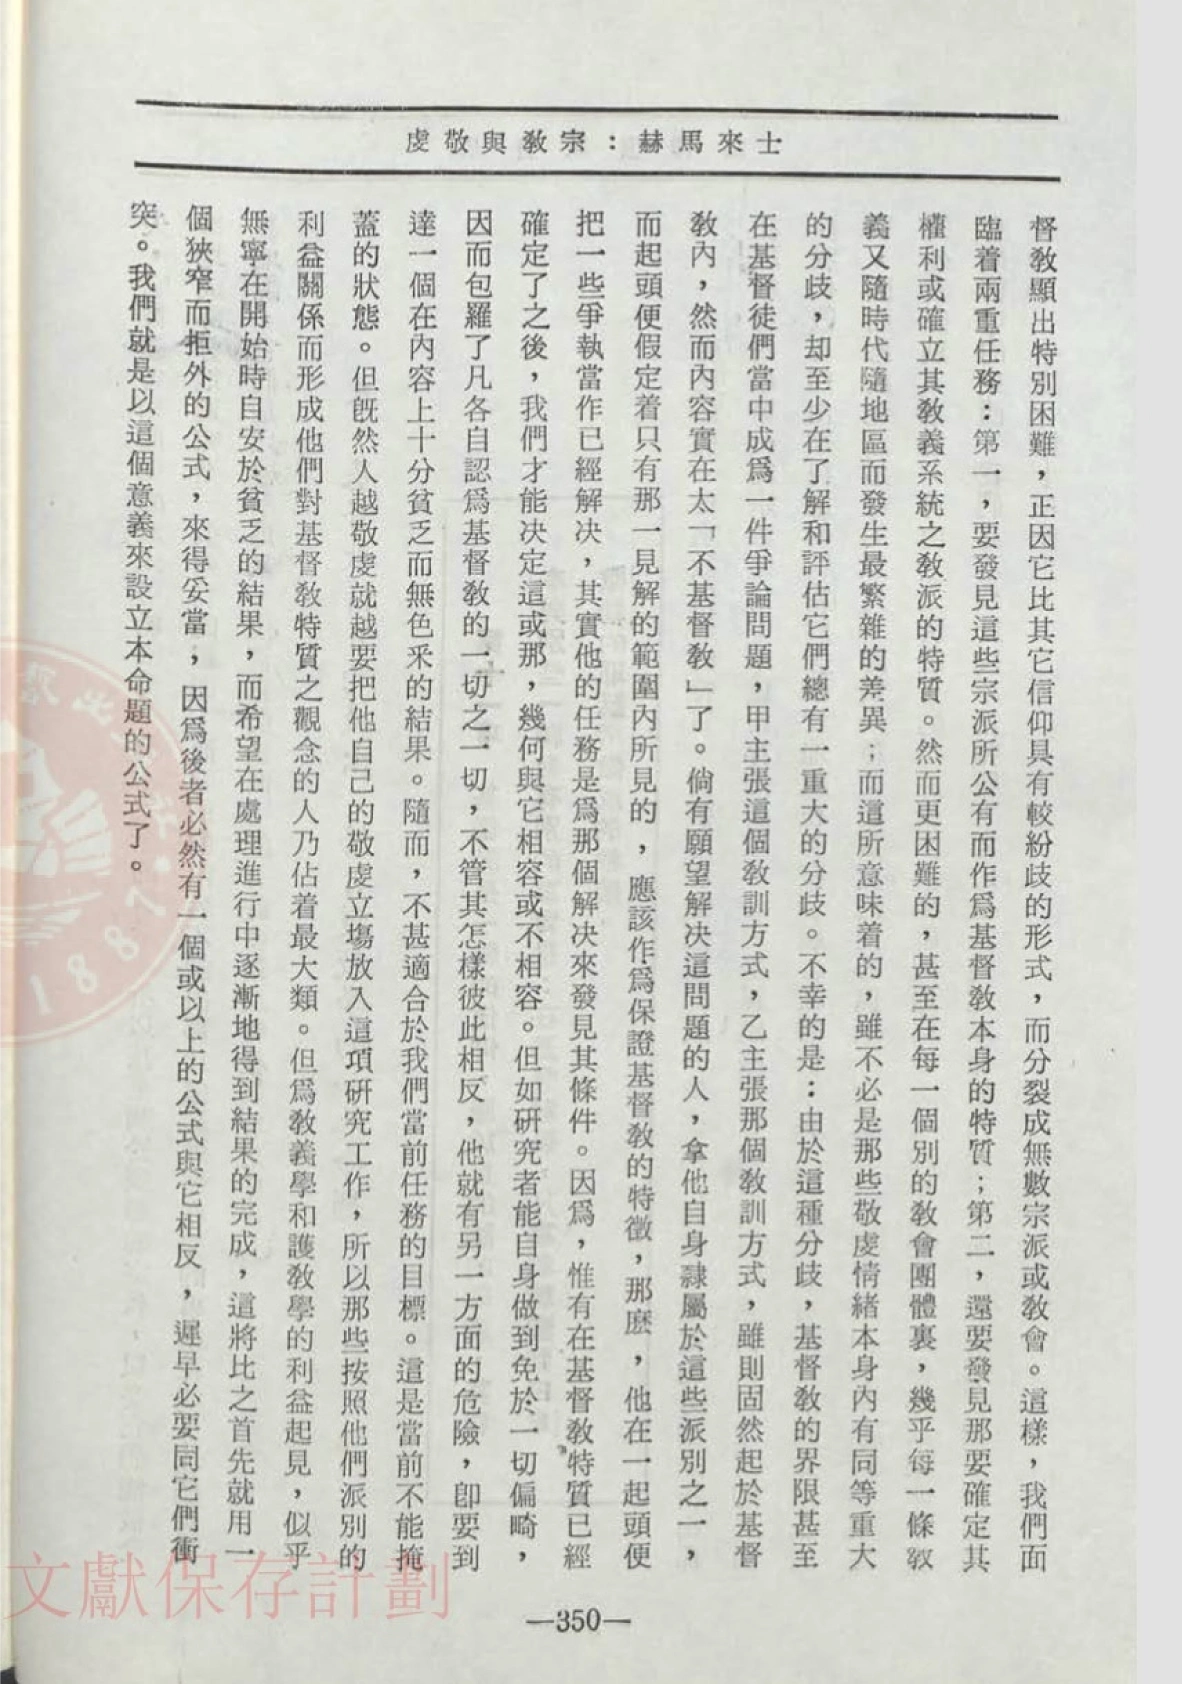 士來馬赫：宗教與敬虔
督教顯出特別困難，正因它比其它信仰具有較紛歧的形式，而分裂成無數宗派或教會。這樣，我們面
臨着兩重任務：第一，要發見這些宗派所公有而作爲基督教本身的特質；第二，還要發見那要確定其
權利或確立其教義系統之教派的特質。然而更困難的，甚至在每一個別的教會團體裏，幾乎每一條教
義又隨時代隨地區而發生最繁雜的差異；而這所意味着的，雖不必是那些敬虔情緒本身內有同等重大
的分歧，却至少在了解和評估它們總有一重大的分歧。不幸的是：由於這種分歧，基督教的界限甚至
在基督徒們當中成爲一件爭論問題，甲主張這個教訓方式，乙主張那個教訓方式，雖則固然起於基督
教內，然而內容實在太「不基督教」了。倘有願望解决這問題的人，拿他自身隸屬於這些派別之一，
而起頭便假定着只有那一見解的範圍內所見的，應該作爲保證基督教的特徵，那麽，他在一起頭便
把一些爭執當作已經解决，其實他的任務是爲那個解决來發見其條件。因爲，惟有在基督教特質已經
確定了之後，我們才能决定這或那，幾何與它相容或不相容。但如研究者能自身做到免於一切偏畸，
因而包羅了凡各自認爲基督教的一切之一切，不管其怎樣彼此相反，他就有另一方面的危險，卽要到
達一個在內容上十分貧乏而無色釆的結果。隨而，不甚適合於我們當前任務的目標。這是當前不能掩
蓋的狀態。但旣然人越敬虔就越要把他自己的敬虔立塲放入這項研究工作，所以那些按照他們派別的
利益關係而形成他們對基督教特質之觀念的人乃佔着最大類。但爲教義學和護教學的利益起見，似乎
無寧在開始時自安於貧乏的結果，而希望在處理進行中逐漸地得到結果的完成，這將比之首先就用一
個狹窄而拒外的公式，來得妥當，因爲後者必然有一個或以上的公式與它相反，遲早必要同它們衝
突。我們就是以這個意義來設立本命題的公式了。
—350—
文獻保存計劃